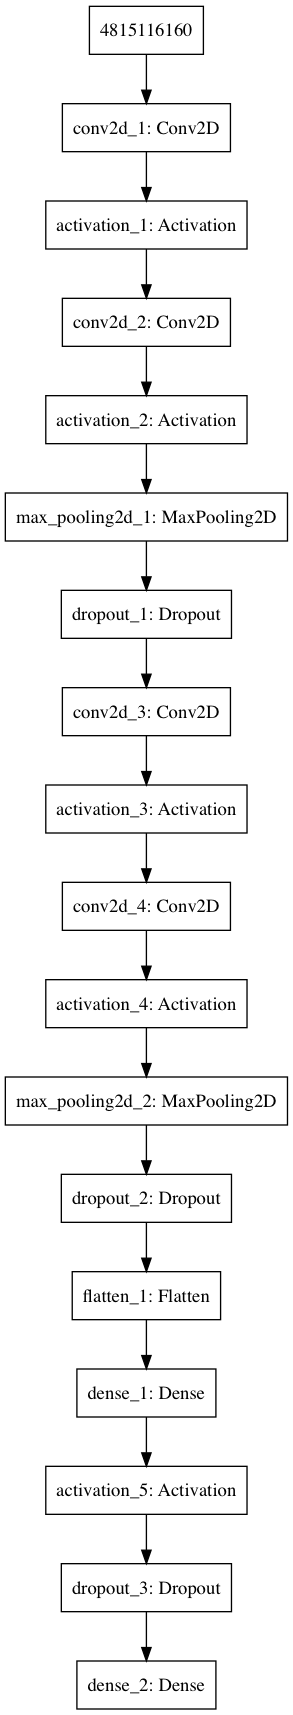 4815116160
conv2d_1: Conv2D
activation_1: Activation
conv2d_2: Conv2D
activation_2: Activation
max_pooling2d_1: MaxPooling2D
dropout_1: Dropout
conv2d_3: Conv2D
activation_3: Activation
conv2d_4: Conv2D
activation_4: Activation
max_pooling2d_2: MaxPooling2D
dropout_2: Dropout
flatten_1: Flatten
dense_1: Dense
activation_5: Activation
dropout_3: Dropout
dense_2: Dense